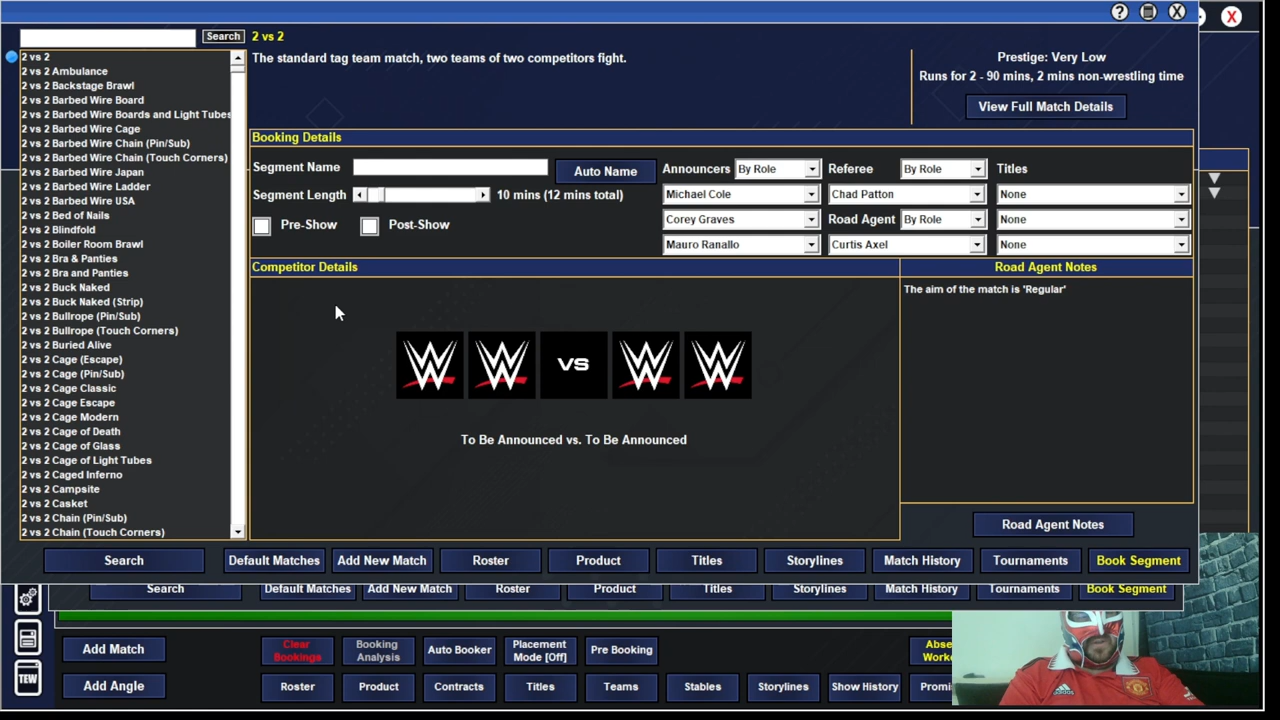 ? X X
Search 2 vs 2
2 vs 2
2 vs 2 Ambulance
2 vs 2 Backstage Brawl
2 vs 2 Barbed Wire Board
2 vs 2 Barbed Wire Boards and Light Tubes
2 vs 2 Barbed Wire Cage
2 vs 2 Barbed Wire Chain (Pin/Sub)
2 vs 2 Barbed Wire Chain (Touch Corners)
2 vs 2 Barbed Wire Japan
2 vs 2 Barbed Wire Ladder
2 vs 2 Barbed Wire USA
2 vs 2 Bed of Nails
2 vs 2 Blindfold
2 vs 2 Boiler Room Brawl
2 vs 2 Bra & Panties
2 vs 2 Bra and Panties
2 vs 2 Buck Naked
2 vs 2 Buck Naked (Strip)
2 vs 2 Bullrope (Pin/Sub)
2 vs 2 Bullrope (Touch Corners)
2 vs 2 Buried Alive
2 vs 2 Cage (Escape)
2 vs 2 Cage (Pin/Sub)
2 vs 2 Cage Classic
2 vs 2 Cage Escape
2 vs 2 Cage Modern
2 vs 2 Cage of Death
2 vs 2 Cage of Glass
2 vs 2 Cage of Light Tubes
2 vs 2 Caged Inferno
2 vs 2 Campsite
2 vs 2 Casket
2 vs 2 Chain (Pin/Sub)
2 vs 2 Chain (Touch Corners)
The standard tag team match, two teams of two competitors fight.
Prestige: Very Low
Runs for 2 - 90 mins, 2 mins non-wrestling time
View Full Match Details
Booking Details
Segment Name Auto Name Announcers By Role Referee By Role Titles
Segment Length 10 mins (12 mins total) Michael Cole Chad Patton None
Pre-Show Post-Show Corey Graves Road Agent By Role None
Mauro Ranallo Curtis Axel None
Competitor Details Road Agent Notes
The aim of the match is 'Regular'
W W VS W W
To Be Announced vs. To Be Announced
Road Agent Notes
Search Default Matches Add New Match Roster Product Titles Storylines Match History Tournaments Book Segment
Search Default Matches Add New Match Roster Product Titles Storylines Match History Tournaments Book Segment
Add Match Clear Bookings Booking Analysis Auto Booker Placement Mode [Off] Pre Booking
TEW Add Angle Roster Product Contracts Titles Teams Stables Storylines Show History
adidas